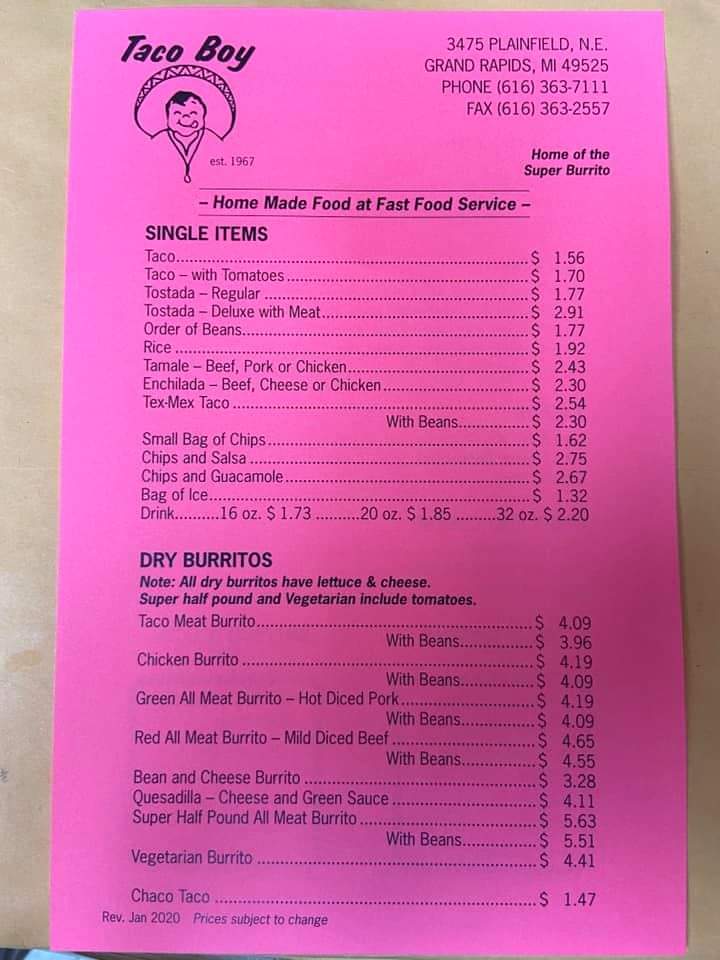 Taco Boy
est. 1967
3475 PLAINFIELD, N.E.
GRAND RAPIDS, MI 49525
PHONE (616) 363-7111
FAX (616) 363-2557
Home of the
Super Burrito
– Home Made Food at Fast Food Service –
SINGLE ITEMS
Taco.......... $ 1.56
Taco – with Tomatoes.......... $ 1.70
Tostada – Regular .......... $ 1.77
Tostada – Deluxe with Meat.......... $ 2.91
Order of Beans.......... $ 1.77
Rice .......... $ 1.92
Tamale – Beef, Pork or Chicken.......... $ 2.43
Enchilada – Beef, Cheese or Chicken.......... $ 2.30
Tex-Mex Taco .......... $ 2.54
With Beans.......... $ 2.30
Small Bag of Chips.......... $ 1.62
Chips and Salsa .......... $ 2.75
Chips and Guacamole.......... $ 2.67
Bag of Ice.......... $ 1.32
Drink..........16 oz. $ 1.73 ..........20 oz. $ 1.85 .........32 oz. $ 2.20
DRY BURRITOS
Note: All dry burritos have lettuce & cheese.
Super half pound and Vegetarian include tomatoes.
Taco Meat Burrito.......... $ 4.09
With Beans.......... $ 3.96
Chicken Burrito .......... $ 4.19
With Beans.......... $ 4.09
Green All Meat Burrito – Hot Diced Pork.......... $ 4.19
With Beans.......... $ 4.09
Red All Meat Burrito – Mild Diced Beef .......... $ 4.65
With Beans.......... $ 4.55
Bean and Cheese Burrito .......... $ 3.28
Quesadilla – Cheese and Green Sauce .......... $ 4.11
Super Half Pound All Meat Burrito .......... $ 5.63
With Beans.......... $ 5.51
Vegetarian Burrito .......... $ 4.41
Chaco Taco .......... $ 1.47
Rev. Jan 2020 Prices subject to change